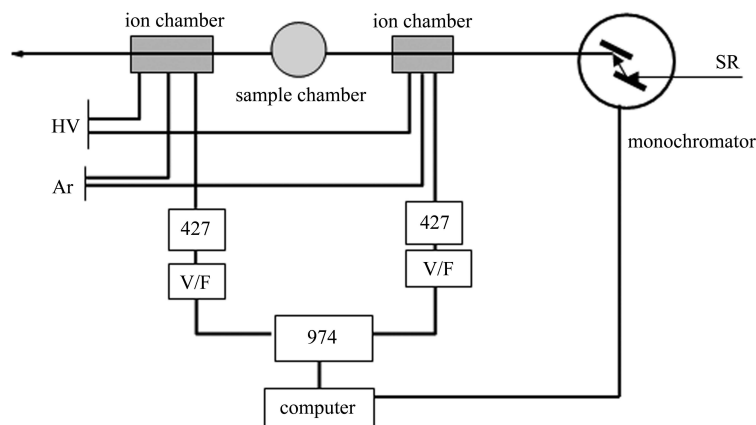 ion chamber
ion chamber
SR
sample chamber
HV
monochromator
Ar
427
427
V/F
V/F
974
computer